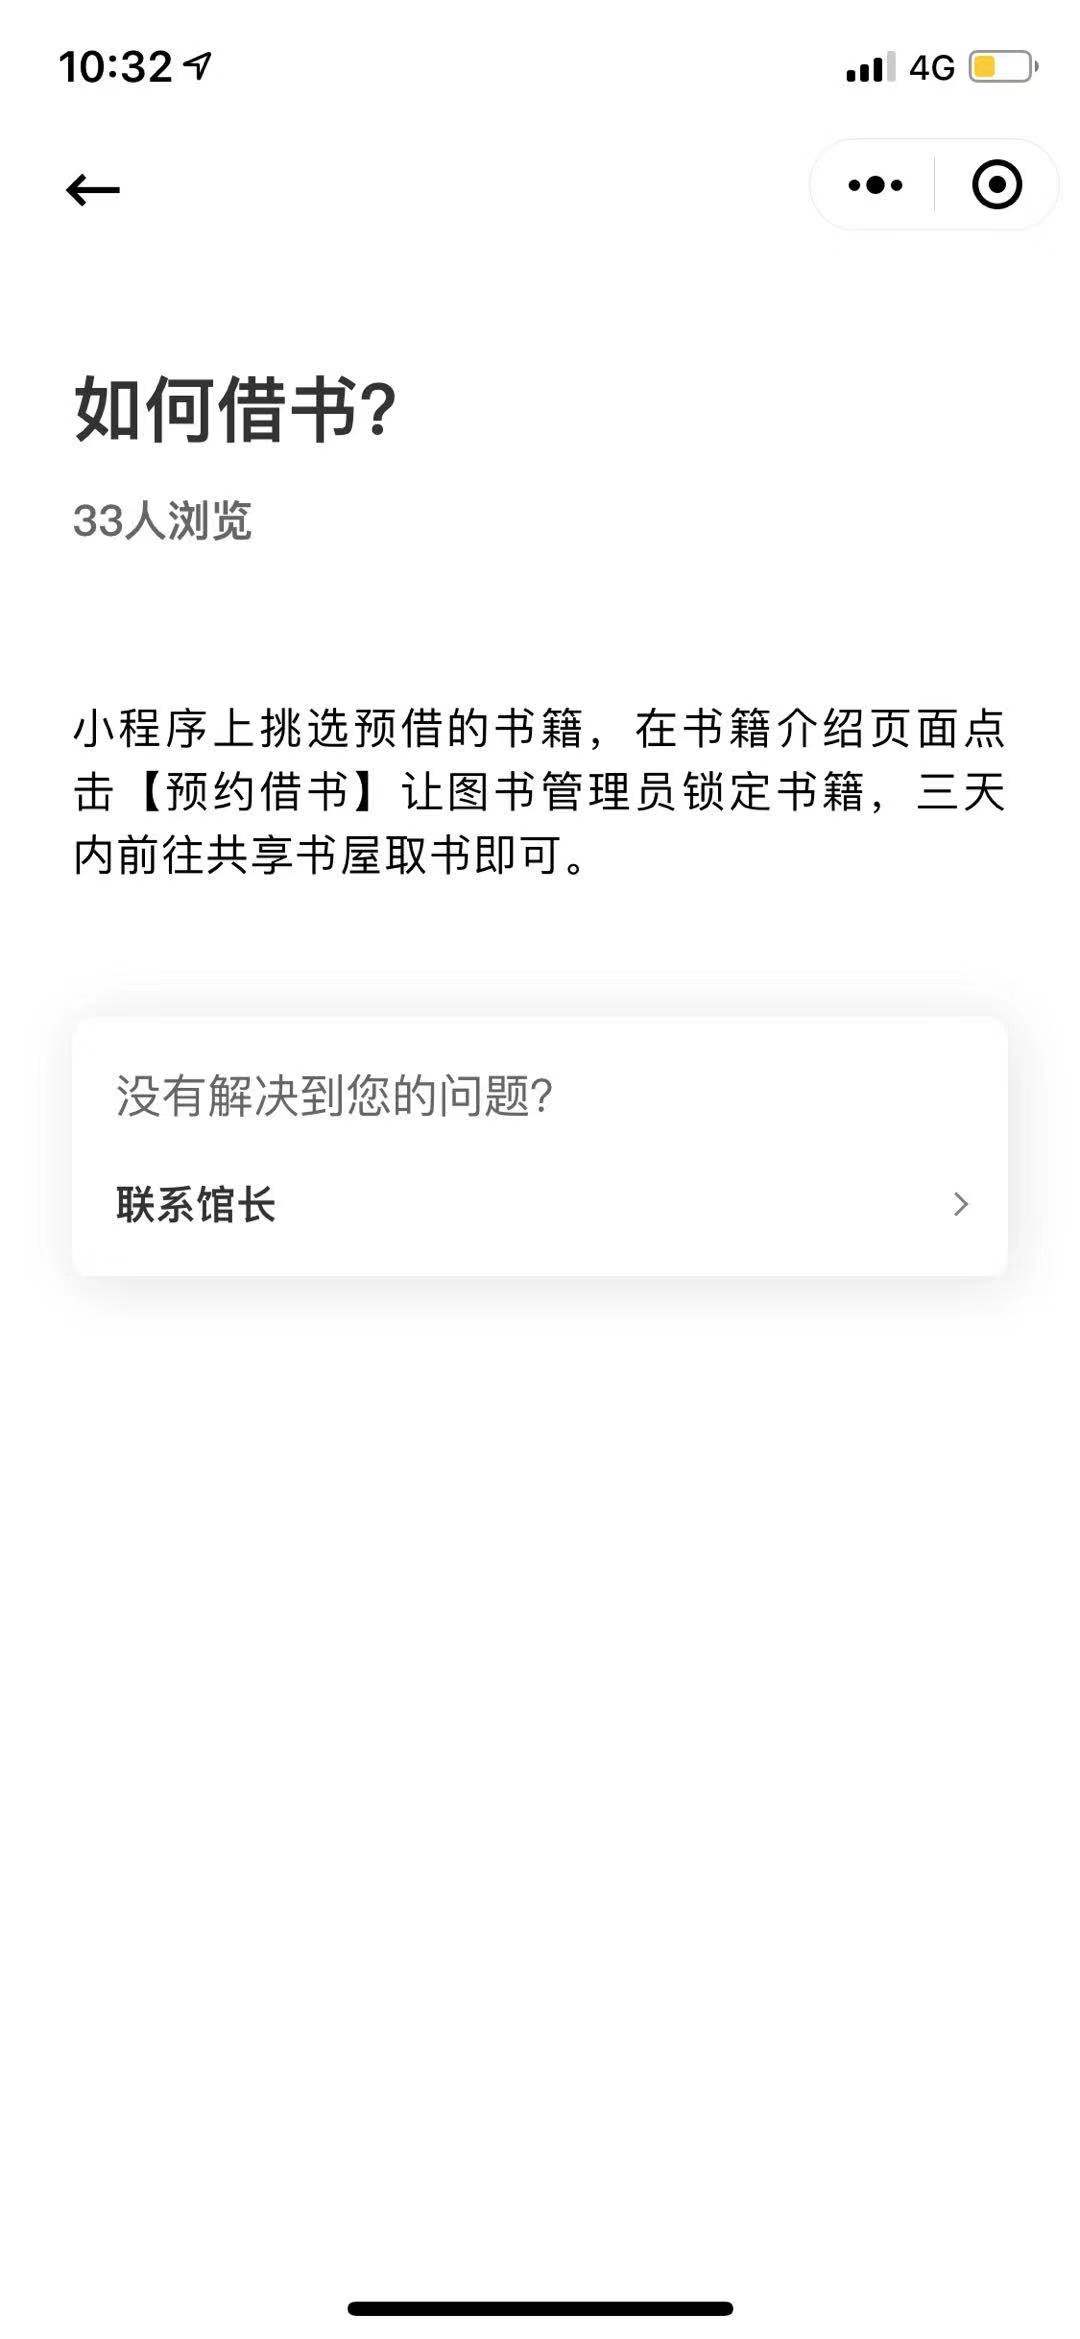 10:32
4G
如何借书?
33人浏览
小程序上挑选预借的书籍，在书籍介绍页面点
击【预约借书】让图书管理员锁定书籍，三天
内前往共享书屋取书即可。
没有解决到您的问题?
联系馆长